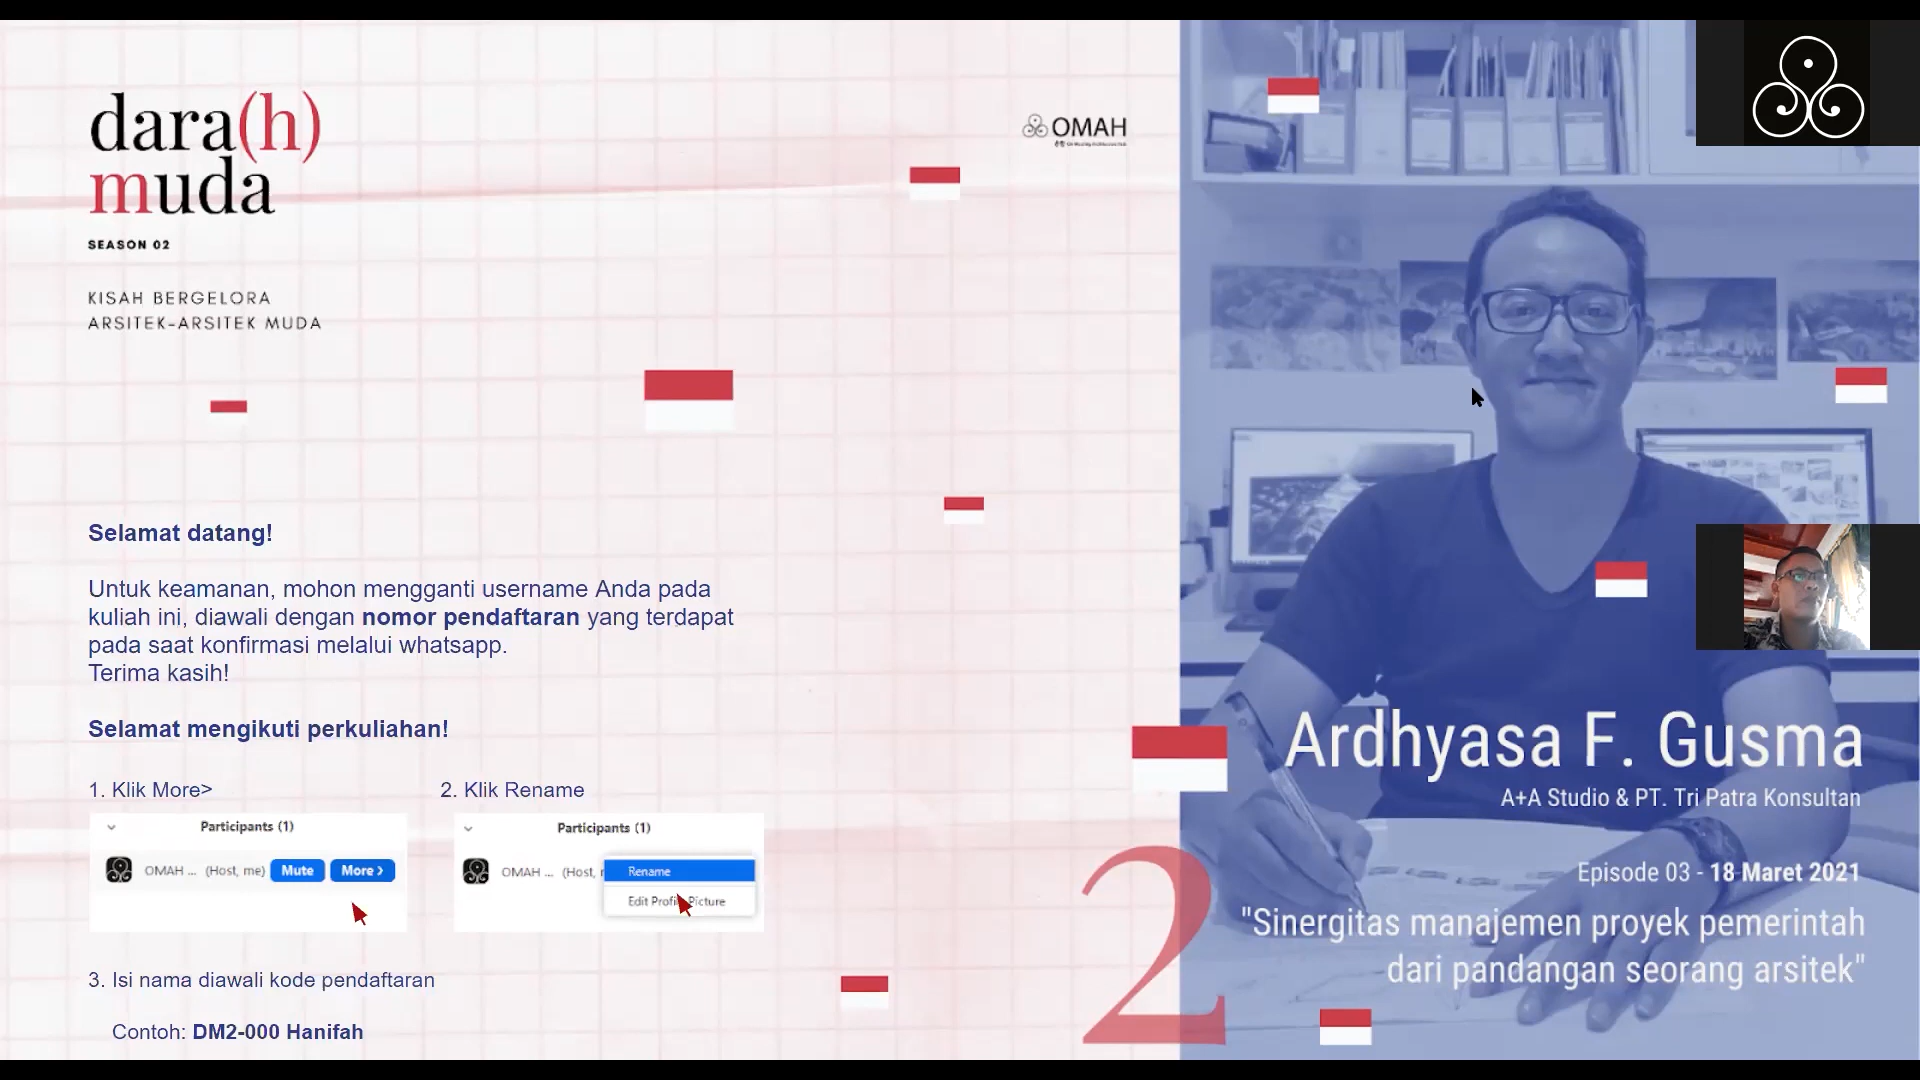 dara(h)
muda
SEASON 02
KISAH BERGELORA
ARSITEK-ARSITEK MUDA
OMAH
Selamat datang!
Untuk keamanan, mohon mengganti username Anda pada
kuliah ini, diawali dengan nomor pendaftaran yang terdapat
pada saat konfirmasi melalui whatsapp.
Terima kasih!
Selamat mengikuti perkuliahan!
1. Klik More>
Participants (1)
OMAH ... (Host, me) Mute More >
2. Klik Rename
Participants (1)
OMAH ... (Host, Rename
Edit Profile Picture
3. Isi nama diawali kode pendaftaran
Contoh: DM2-000 Hanifah
2
Ardhyasa F. Gusma
A+A Studio & PT. Tri Patra Konsultan
Episode 03 - 18 Maret 2021
"Sinergitas manajemen proyek pemerintah
dari pandangan seorang arsitek"